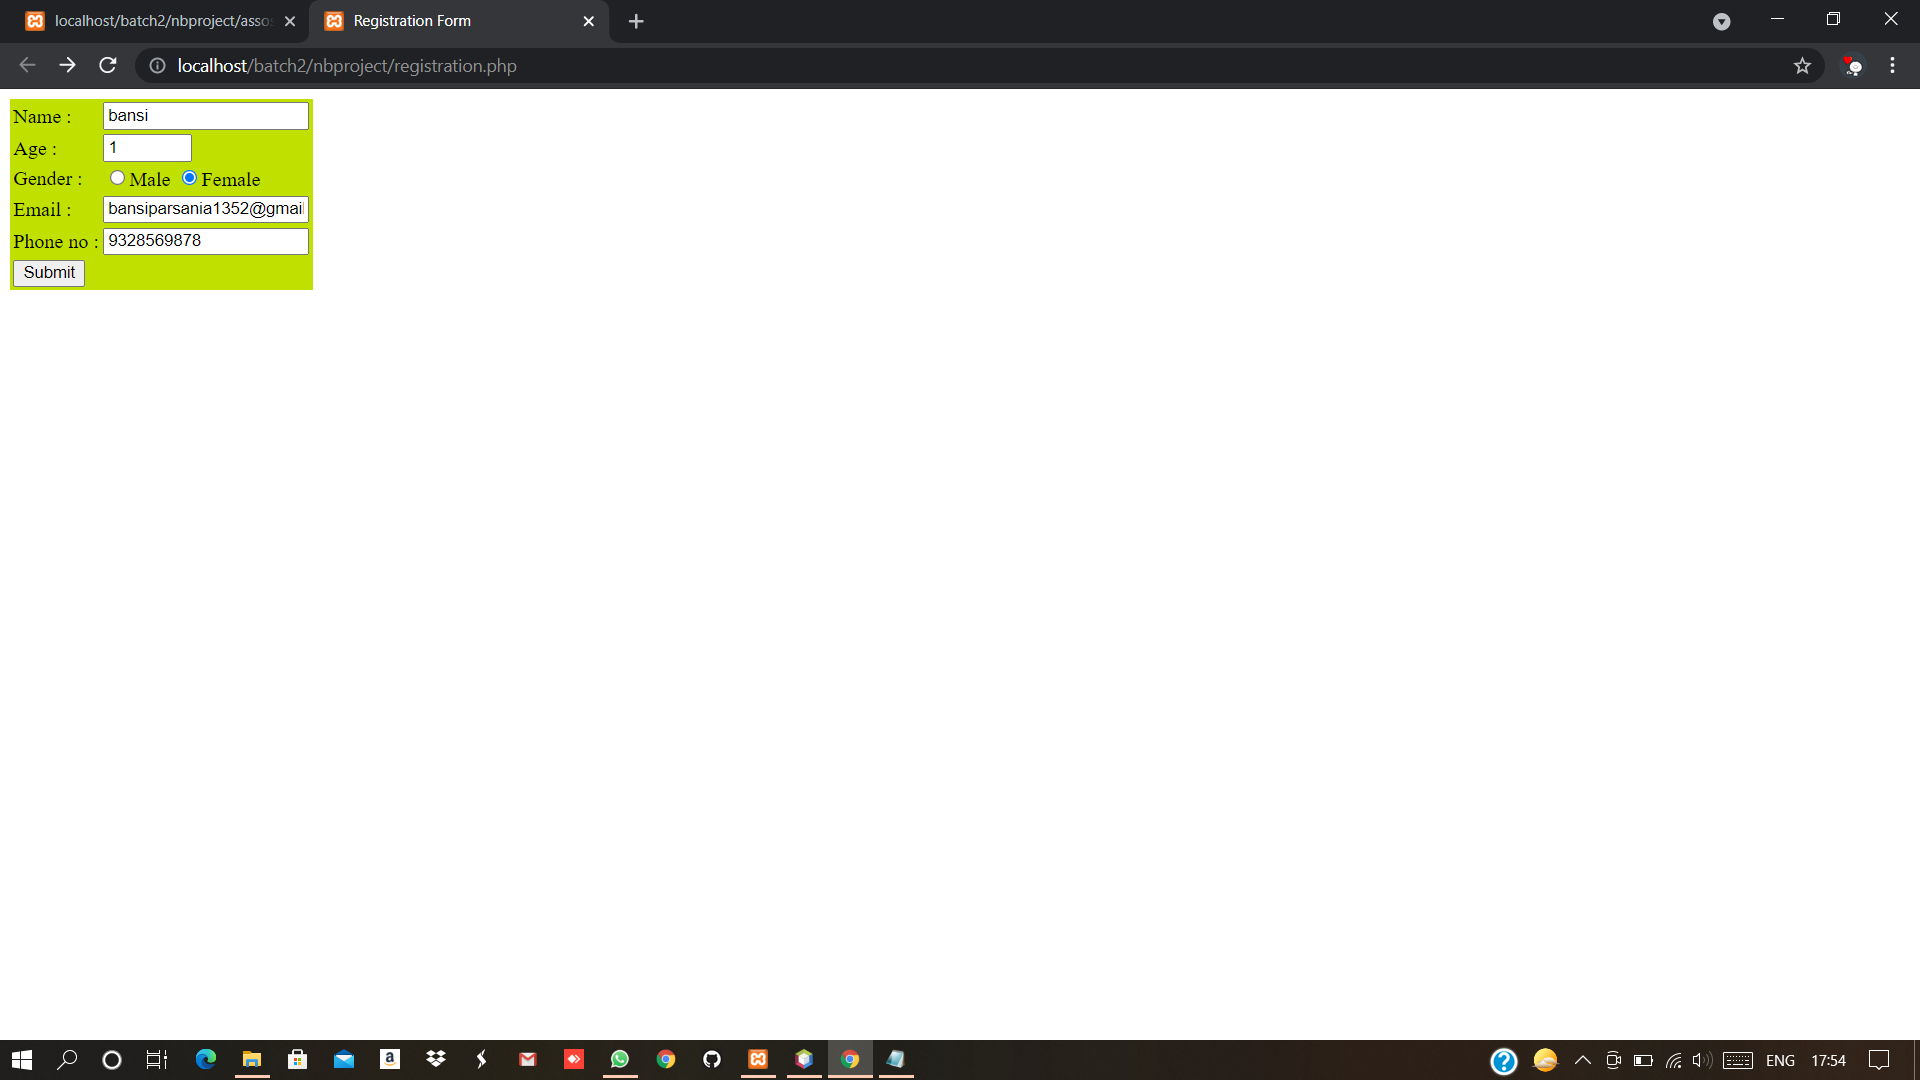 localhost/batch2/nbproject/asso
Registration Form
localhost/batch2/nbproject/registration.php
Name : bansi
Age : 1
Gender : Male Female
Email : bansiparsania1352@gmai
Phone no : 9328569878
Submit
ENG 17:54